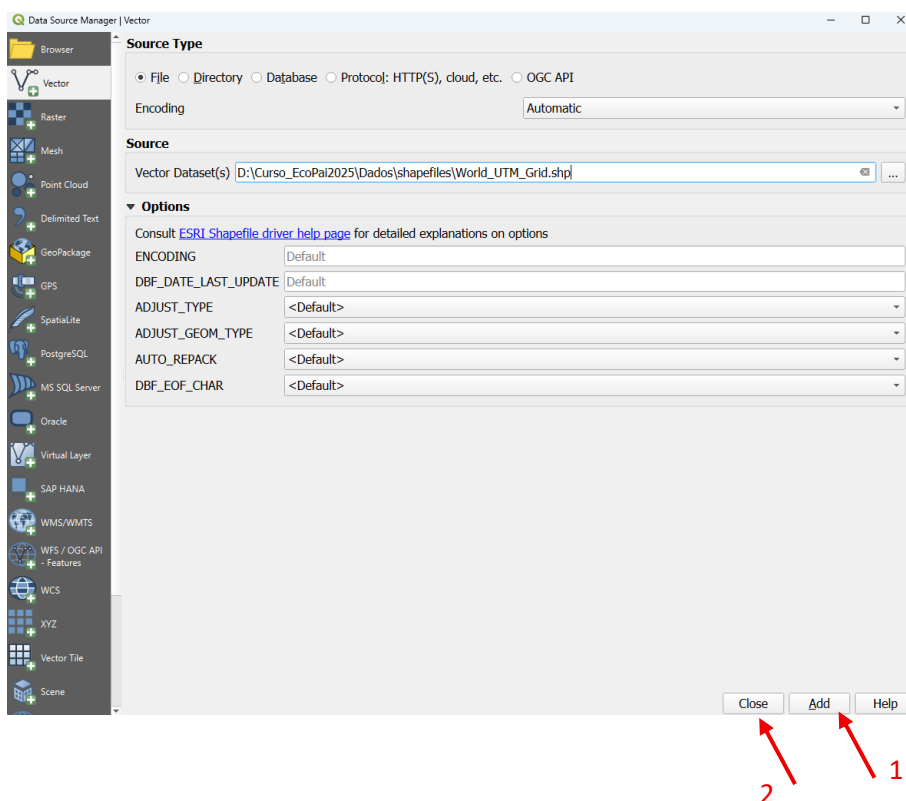 Data Source Manager | Vector
Browser
Vector
Raster
Mesh
Point Cloud
Delimited Text
GeoPackage
GPS
SpatiaLite
PostgreSQL
MS SQL Server
Oracle
Virtual Layer
SAP HANA
WMS/WMTS
WFS / OGC API
- Features
WCS
XYZ
Vector Tile
Scene
Source Type
File Directory Database Protocol: HTTP(S), cloud, etc. OGC API
Encoding Automatic
Source
Vector Dataset(s) D:\Curso_EcoPai2025\Dados\shapefiles\World_UTM_Grid.shp ...
Options
Consult ESRI Shapefile driver help page for detailed explanations on options
ENCODING Default
DBF_DATE_LAST_UPDATE Default
ADJUST_TYPE <Default>
ADJUST_GEOM_TYPE <Default>
AUTO_REPACK <Default>
DBF_EOF_CHAR <Default>
Close Add Help
1
2